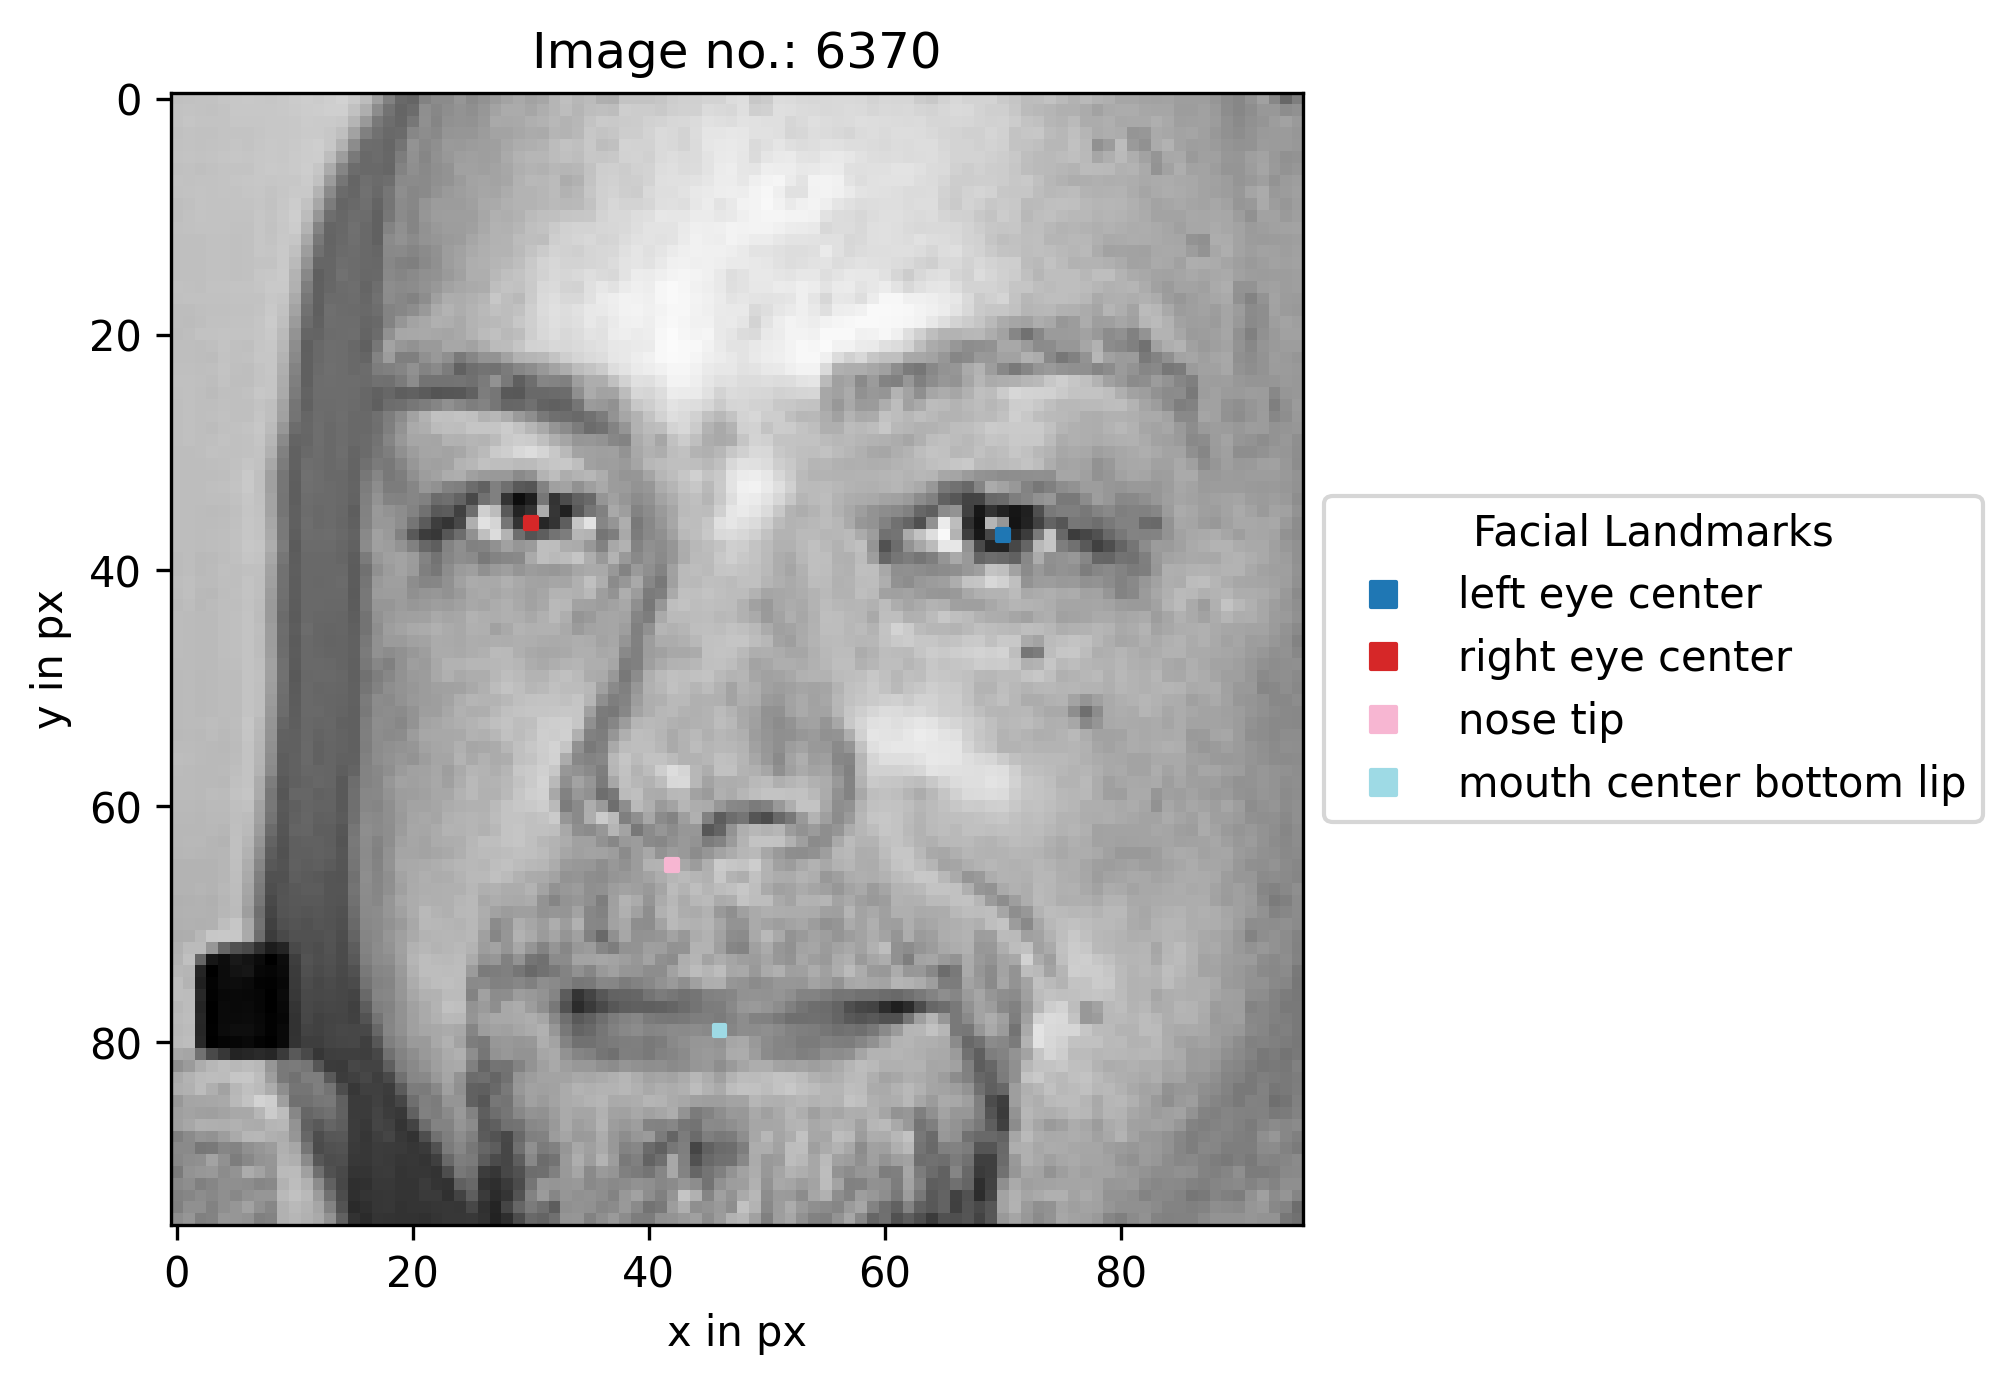 Image no.: 6370
0
20
40
60
80
y in px
0 20 40 60 80
x in px
Facial Landmarks
left eye center
right eye center
nose tip
mouth center bottom lip